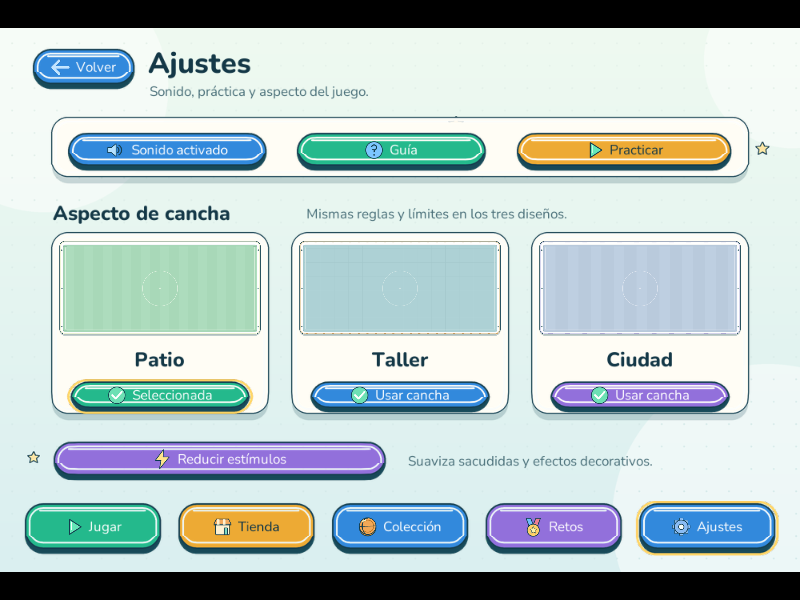 Volver
Ajustes
Sonido, práctica y aspecto del juego.
Sonido activado
Guía
Practicar
Aspecto de cancha
Mismas reglas y límites en los tres diseños.
Patio
Taller
Ciudad
Seleccionada
Usar cancha
Usar cancha
Reducir estímulos
Suaviza sacudidas y efectos decorativos.
Jugar
Tienda
Colección
Retos
Ajustes